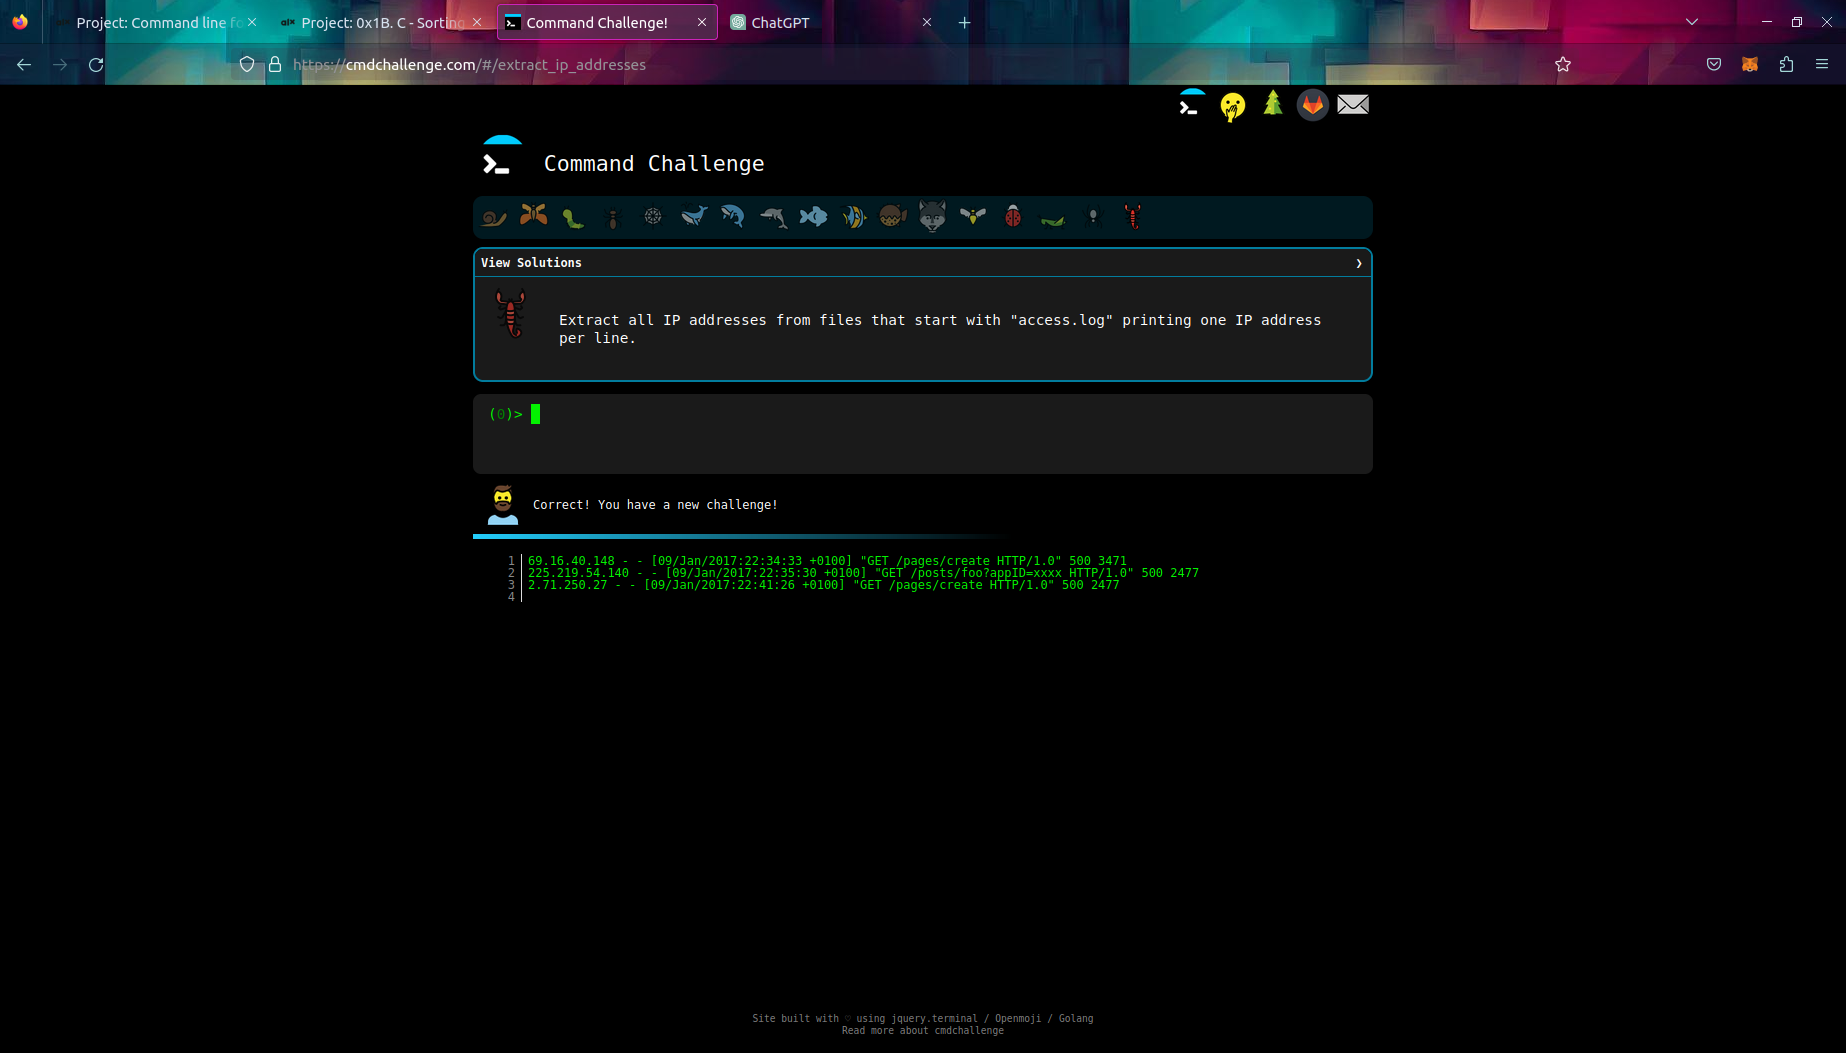 Project: Command line fo
Project: 0x1B. C - Sorting
Command Challenge!
ChatGPT
https://cmdchallenge.com/#/extract_ip_addresses
Command Challenge
View Solutions
Extract all IP addresses from files that start with "access.log" printing one IP address
per line.
(0)>
Correct! You have a new challenge!
1 69.16.40.148 - - [09/Jan/2017:22:34:33 +0100] "GET /pages/create HTTP/1.0" 500 3471
2 225.219.54.140 - - [09/Jan/2017:22:35:30 +0100] "GET /posts/foo?appID=xxxx HTTP/1.0" 500 2477
3 2.71.250.27 - - [09/Jan/2017:22:41:26 +0100] "GET /pages/create HTTP/1.0" 500 2477
4
Site built with ♡ using jquery.terminal / Openmoji / Golang
Read more about cmdchallenge